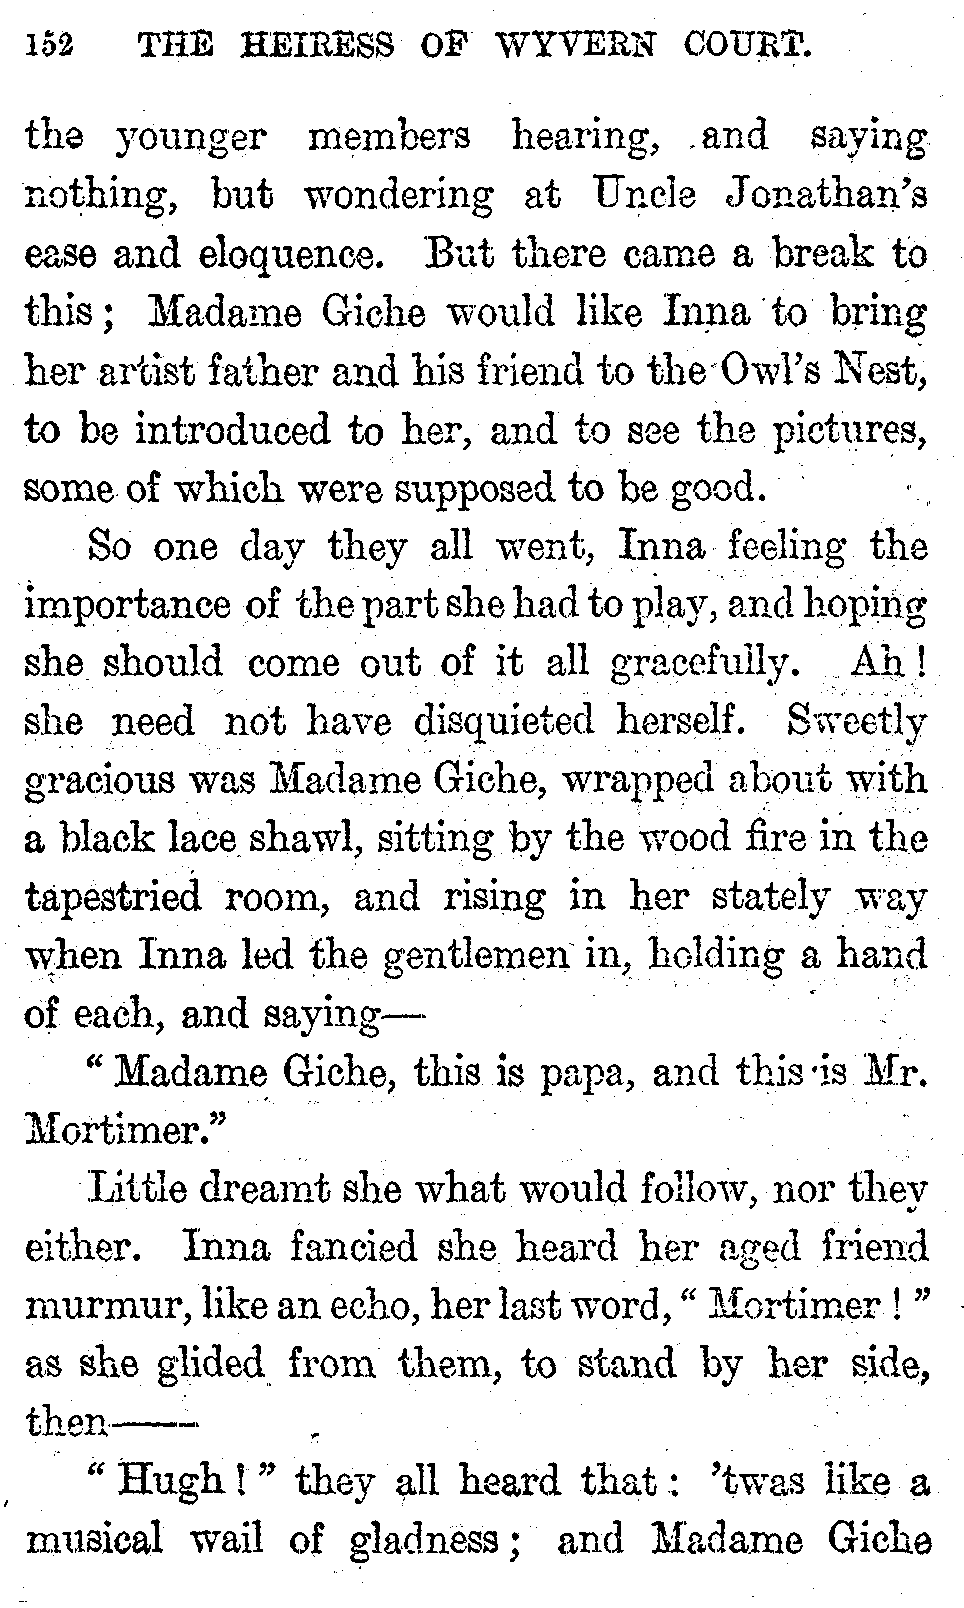 152 THE HEIRESS OF WYVERN COURT.
the younger members hearing, and saying
nothing, but wondering at Uncle Jonathan's
ease and eloquence. But there came a break to
this; Madame Giche would like Inna to bring
her artist father and his friend to the Owl's Nest,
to be introduced to her, and to see the pictures,
some of which were supposed to be good.
So one day they all went, Inna feeling the
importance of the part she had to play, and hoping
she should come out of it all gracefully. Ah!
she need not have disquieted herself. Sweetly
gracious was Madame Giche, wrapped about with
a black lace shawl, sitting by the wood fire in the
tapestried room, and rising in her stately way
when Inna led the gentlemen in, holding a hand
of each, and saying—
"Madame Giche, this is papa, and this is Mr.
Mortimer."
Little dreamt she what would follow, nor they
either. Inna fancied she heard her aged friend
murmur, like an echo, her last word, "Mortimer!"
as she glided from them, to stand by her side,
then——
"Hugh!" they all heard that: 'twas like a
musical wail of gladness; and Madame Giche